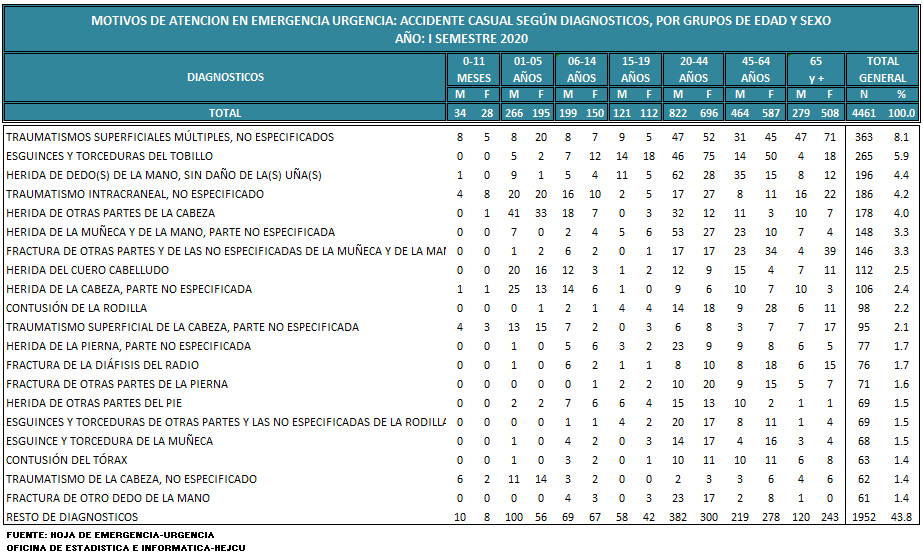 MOTIVOS DE ATENCION EN EMERGENCIA URGENCIA: ACCIDENTE CASUAL SEGÚN DIAGNOSTICOS, POR GRUPOS DE EDAD Y SEXO
AÑO: I SEMESTRE 2020
DIAGNOSTICOS 0-11 MESES 01-05 AÑOS 06-14 AÑOS 15-19 AÑOS 20-44 AÑOS 45-64 AÑOS 65 y + TOTAL GENERAL
M F M F M F M F M F M F M F N %
TOTAL 34 28 266 195 199 150 121 112 822 696 464 587 279 508 4461 100.0
TRAUMATISMOS SUPERFICIALES MÚLTIPLES, NO ESPECIFICADOS 8 5 8 20 8 7 9 5 47 52 31 45 47 71 363 8.1
ESGUINCES Y TORCEDURAS DEL TOBILLO 0 0 5 2 7 12 14 18 46 75 14 50 4 18 265 5.9
HERIDA DE DEDO(S) DE LA MANO, SIN DAÑO DE LA(S) UÑA(S) 1 0 9 1 5 4 11 5 62 28 35 15 8 12 196 4.4
TRAUMATISMO INTRACRANEAL, NO ESPECIFICADO 4 8 20 20 16 10 2 5 17 27 8 11 16 22 186 4.2
HERIDA DE OTRAS PARTES DE LA CABEZA 0 1 41 33 18 7 0 3 32 12 11 3 10 7 178 4.0
HERIDA DE LA MUÑECA Y DE LA MANO, PARTE NO ESPECIFICADA 0 0 7 0 2 4 5 6 53 27 23 10 7 4 148 3.3
FRACTURA DE OTRAS PARTES Y DE LAS NO ESPECIFICADAS DE LA MUÑECA Y DE LA MAN 0 0 1 2 6 2 0 1 17 17 23 34 4 39 146 3.3
HERIDA DEL CUERO CABELLUDO 0 0 20 16 12 3 1 2 12 9 15 4 7 11 112 2.5
HERIDA DE LA CABEZA, PARTE NO ESPECIFICADA 1 1 25 13 14 6 1 0 9 6 10 7 10 3 106 2.4
CONTUSIÓN DE LA RODILLA 0 0 0 1 2 1 4 4 14 18 9 28 6 11 98 2.2
TRAUMATISMO SUPERFICIAL DE LA CABEZA, PARTE NO ESPECIFICADA 4 3 13 15 7 2 0 3 6 8 3 7 7 17 95 2.1
HERIDA DE LA PIERNA, PARTE NO ESPECIFICADA 0 0 1 0 5 6 3 2 23 9 9 8 6 5 77 1.7
FRACTURA DE LA DIÁFISIS DEL RADIO 0 0 1 0 6 2 1 1 8 10 8 18 6 15 76 1.7
FRACTURA DE OTRAS PARTES DE LA PIERNA 0 0 0 0 0 1 2 2 10 20 9 15 5 7 71 1.6
HERIDA DE OTRAS PARTES DEL PIE 0 0 2 2 7 6 6 4 15 13 10 2 1 1 69 1.5
ESGUINCES Y TORCEDURAS DE OTRAS PARTES Y LAS NO ESPECIFICADAS DE LA RODILLA 0 0 0 0 1 1 4 2 20 17 8 11 1 4 69 1.5
ESGUINCE Y TORCEDURA DE LA MUÑECA 0 0 1 0 4 2 0 3 14 17 4 16 3 4 68 1.5
CONTUSIÓN DEL TÓRAX 0 0 1 0 3 2 0 1 10 11 10 11 6 8 63 1.4
TRAUMATISMO DE LA CABEZA, NO ESPECIFICADO 6 2 11 14 3 2 0 0 2 3 3 6 4 6 62 1.4
FRACTURA DE OTRO DEDO DE LA MANO 0 0 0 0 4 3 0 3 23 17 2 8 1 0 61 1.4
RESTO DE DIAGNOSTICOS 10 8 100 56 69 67 58 42 382 300 219 278 120 243 1952 43.8
FUENTE: HOJA DE EMERGENCIA-URGENCIA
OFICINA DE ESTADISTICA E INFORMATICA-HEJCU